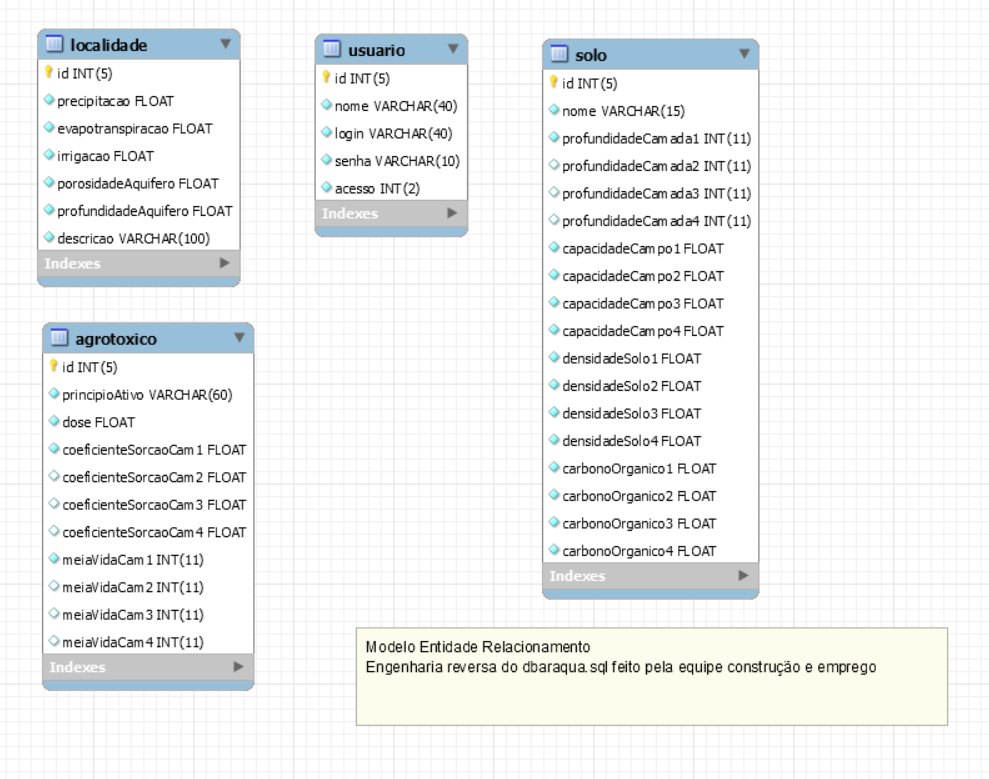 localidade
id INT(5)
precipitacao FLOAT
evapotranspiracao FLOAT
irrigacao FLOAT
porosidadeAquifero FLOAT
profundidadeAquifero FLOAT
descricao VARCHAR(100)
Indexes
usuario
id INT(5)
nome VARCHAR(40)
login VARCHAR(40)
senha VARCHAR(10)
acesso INT(2)
Indexes
solo
id INT(5)
nome VARCHAR(15)
profundidadeCamada1 INT(11)
profundidadeCamada2 INT(11)
profundidadeCamada3 INT(11)
profundidadeCamada4 INT(11)
capacidadeCampo1 FLOAT
capacidadeCampo2 FLOAT
capacidadeCampo3 FLOAT
capacidadeCampo4 FLOAT
densidadeSolo1 FLOAT
densidadeSolo2 FLOAT
densidadeSolo3 FLOAT
densidadeSolo4 FLOAT
carbonoOrganico1 FLOAT
carbonoOrganico2 FLOAT
carbonoOrganico3 FLOAT
carbonoOrganico4 FLOAT
Indexes
agrotoxico
id INT(5)
principioAtivo VARCHAR(60)
dose FLOAT
coeficienteSorcaoCam1 FLOAT
coeficienteSorcaoCam2 FLOAT
coeficienteSorcaoCam3 FLOAT
coeficienteSorcaoCam4 FLOAT
meiaVidaCam1 INT(11)
meiaVidaCam2 INT(11)
meiaVidaCam3 INT(11)
meiaVidaCam4 INT(11)
Indexes
Modelo Entidade Relacionamento
Engenharia reversa do dbaraqua.sql feito pela equipe construção e emprego